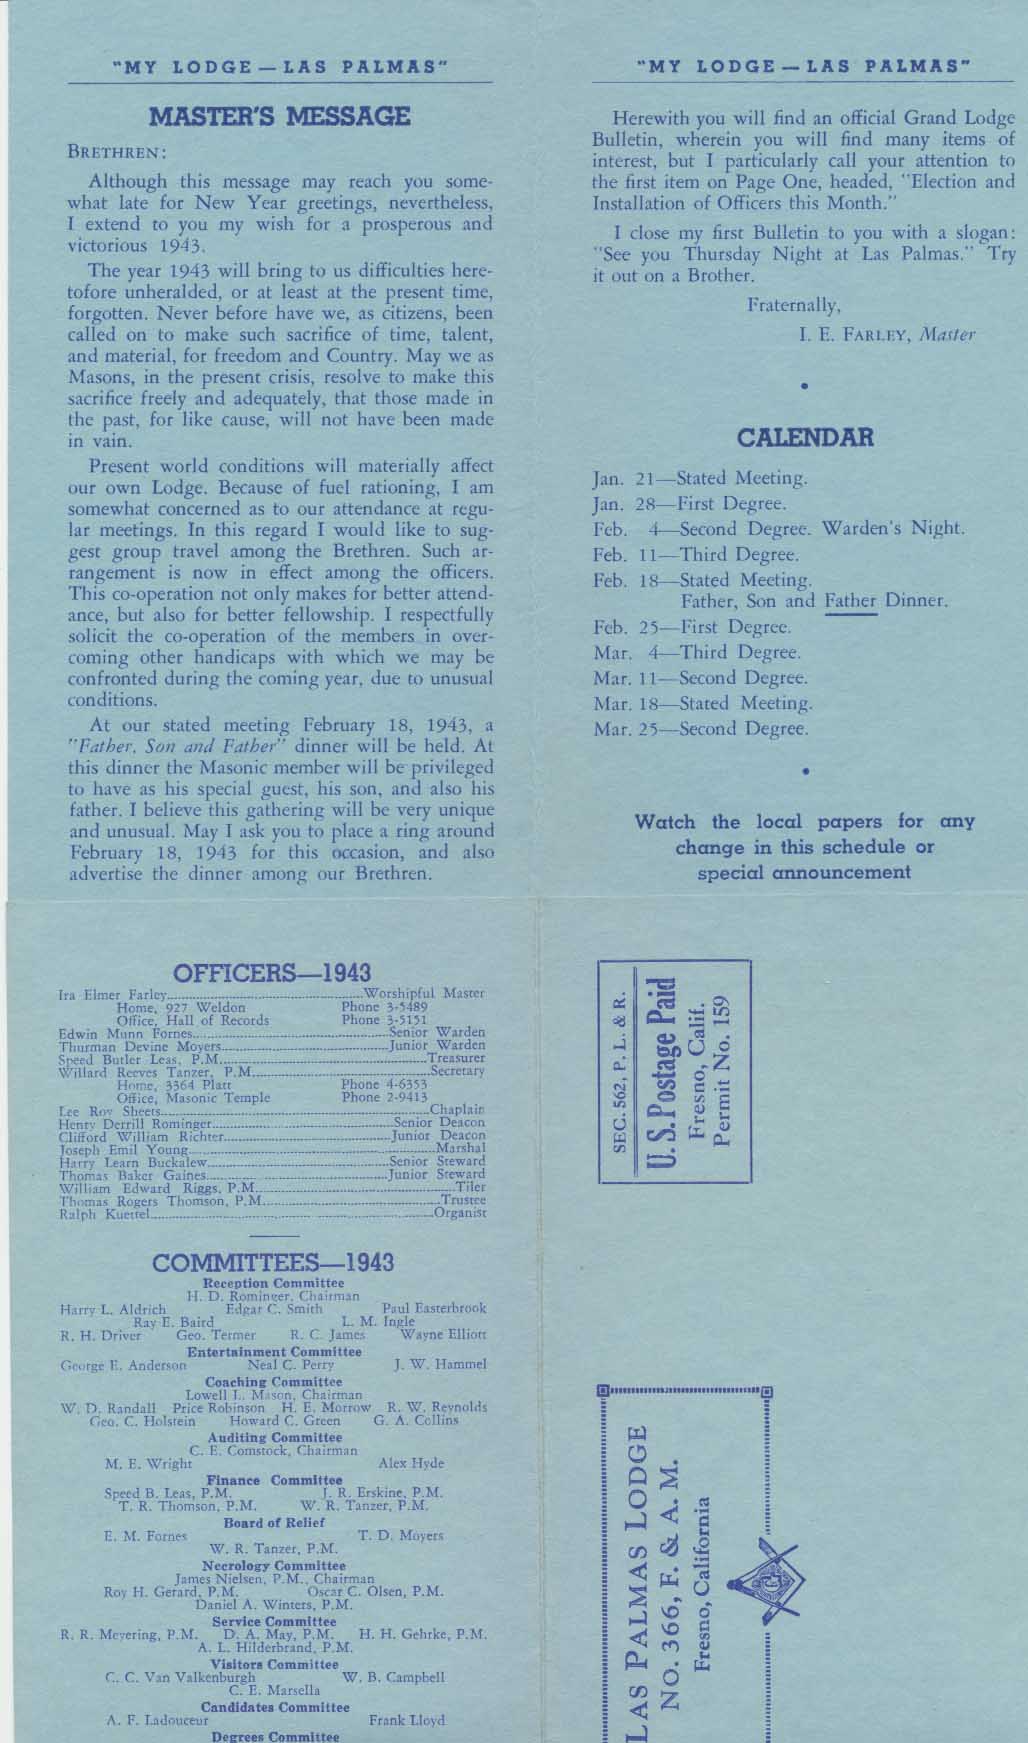 "MY LODGE — LAS PALMAS"
MASTER'S MESSAGE
BRETHREN:
Although this message may reach you some-
what late for New Year greetings, nevertheless,
I extend to you my wish for a prosperous and
victorious 1943.
The year 1943 will bring to us difficulties here-
tofore unheralded, or at least at the present time,
forgotten. Never before have we, as citizens, been
called on to make such sacrifice of time, talent,
and material, for freedom and Country. May we as
Masons, in the present crisis, resolve to make this
sacrifice freely and adequately, that those made in
the past, for like cause, will not have been made
in vain.
Present world conditions will materially affect
our own Lodge. Because of fuel rationing, I am
somewhat concerned as to our attendance at regu-
lar meetings. In this regard I would like to sug-
gest group travel among the Brethren. Such ar-
rangement is now in effect among the officers.
This co-operation not only makes for better attend-
ance, but also for better fellowship. I respectfully
solicit the co-operation of the members in over-
coming other handicaps with which we may be
confronted during the coming year, due to unusual
conditions.
At our stated meeting February 18, 1943, a
"Father, Son and Father" dinner will be held. At
this dinner the Masonic member will be privileged
to have as his special guest, his son, and also his
father. I believe this gathering will be very unique
and unusual. May I ask you to place a ring around
February 18, 1943 for this occasion, and also
advertise the dinner among our Brethren.
"MY LODGE — LAS PALMAS"
Herewith you will find an official Grand Lodge
Bulletin, wherein you will find many items of
interest, but I particularly call your attention to
the first item on Page One, headed, "Election and
Installation of Officers this Month."
I close my first Bulletin to you with a slogan:
"See you Thursday Night at Las Palmas." Try
it out on a Brother.
Fraternally,
I. E. FARLEY, Master
CALENDAR
Jan. 21—Stated Meeting.
Jan. 28—First Degree.
Feb. 4—Second Degree. Warden's Night.
Feb. 11—Third Degree.
Feb. 18—Stated Meeting.
Father, Son and Father Dinner.
Feb. 25—First Degree.
Mar. 4—Third Degree.
Mar. 11—Second Degree.
Mar. 18—Stated Meeting.
Mar. 25—Second Degree.
Watch the local papers for any
change in this schedule or
special announcement
OFFICERS—1943
Ira Elmer Farley Worshipful Master
Home, 927 Weldon Phone 3-5489
Office, Hall of Records Phone 3-5151
Edwin Munn Fornes Senior Warden
Thurman Devine Moyers Junior Warden
Speed Butler Leas, P.M. Treasurer
Willard Reeves Tanzer, P.M. Secretary
Home, 3364 Platt Phone 4-6353
Office, Masonic Temple Phone 2-9413
Lee Roy Sheets Chaplain
Henry Derrill Rominger Senior Deacon
Clifford William Richter Junior Deacon
Joseph Emil Young Marshal
Harry Learn Buckalew Senior Steward
Thomas Baker Gaines Junior Steward
William Edward Riggs, P.M. Tiler
Thomas Rogers Thomson, P.M. Trustee
Ralph Kuettel Organist
COMMITTEES—1943
Reception Committee
H. D. Rominger, Chairman
Harry L. Aldrich Edgar C. Smith Paul Easterbrook
Ray E. Baird L. M. Ingle
R. H. Driver Geo. Termer R. C. James Wayne Elliott
Entertainment Committee
George E. Anderson Neal C. Perry J. W. Hammel
Coaching Committee
Lowell L. Mason, Chairman
W. D. Randall Price Robinson H. E. Morrow R. W. Reynolds
Geo. C. Holstein Howard C. Green G. A. Collins
Auditing Committee
C. E. Comstock, Chairman
M. E. Wright Alex Hyde
Finance Committee
Speed B. Leas, P.M. J. R. Erskine, P.M.
T. R. Thomson, P.M. W. R. Tanzer, P.M.
Board of Relief
E. M. Fornes T. D. Moyers
W. R. Tanzer, P.M.
Necrology Committee
James Nielsen, P.M., Chairman
Roy H. Gerard, P.M. Oscar C. Olsen, P.M.
Daniel A. Winters, P.M.
Service Committee
R. R. Meyering, P.M. D. A. May, P.M. H. H. Gehrke, P.M.
A. L. Hilderbrand, P.M.
Visitors Committee
C. C. Van Valkenburgh W. B. Campbell
C. E. Marsella
Candidates Committee
A. F. Ladouceur Frank Lloyd
Degrees Committee
SEC. 562, P. L. & R.
U. S. Postage Paid
Fresno, Calif.
Permit No. 159
LAS PALMAS LODGE
NO. 366, F. & A. M.
Fresno, California
G